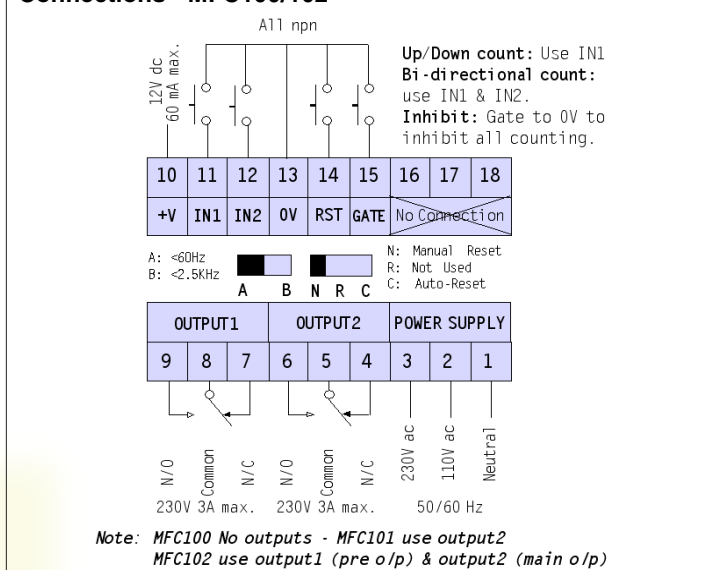 All npn
12V dc
60 mA max.
Up/Down count: Use IN1
Bi-directional count:
use IN1 & IN2.
Inhibit: Gate to 0V to
inhibit all counting.
10 11 12 13 14 15 16 17 18
+V IN1 IN2 0V RST GATE No Connection
A: <60Hz
B: <2.5KHz
A B N R C
N: Manual Reset
R: Not Used
C: Auto-Reset
OUTPUT1 OUTPUT2 POWER SUPPLY
9 8 7 6 5 4 3 2 1
N/O Common N/C N/O Common N/C 230V ac 110V ac Neutral
230V 3A max. 230V 3A max. 50/60 Hz
Note: MFC100 No outputs - MFC101 use output2
MFC102 use output1 (pre o/p) & output2 (main o/p)